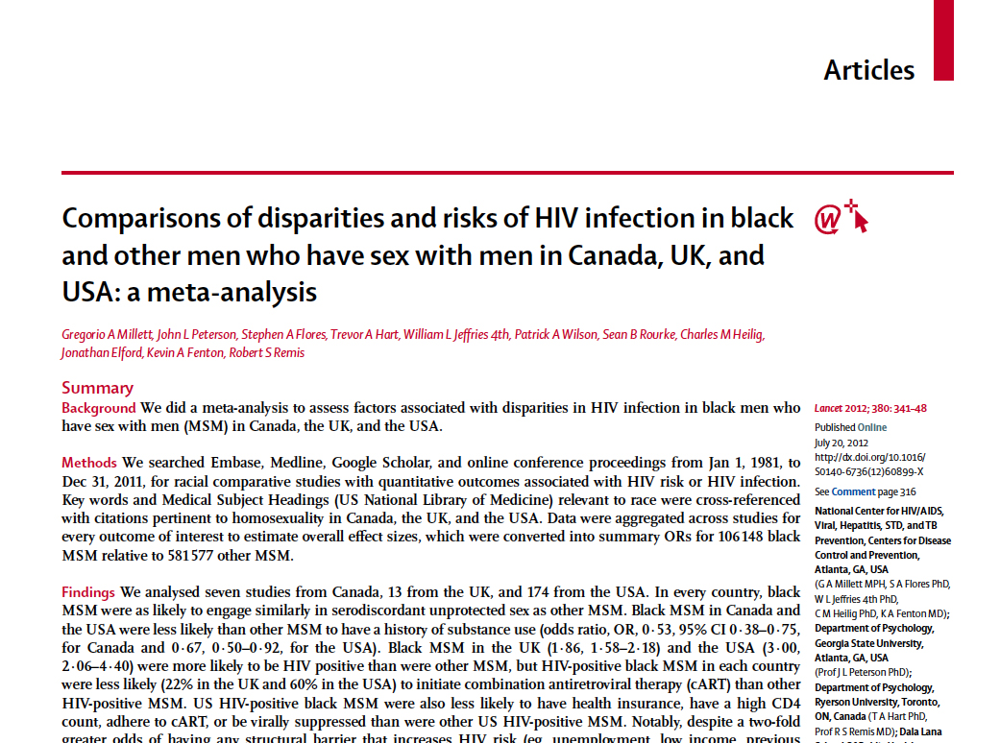 Articles
Comparisons of disparities and risks of HIV infection in black
and other men who have sex with men in Canada, UK, and
USA: a meta-analysis
Gregorio A Millett, John L Peterson, Stephen A Flores, Trevor A Hart, William L Jeffries 4th, Patrick A Wilson, Sean B Rourke, Charles M Heilig,
Jonathan Elford, Kevin A Fenton, Robert S Remis
Summary
Background We did a meta-analysis to assess factors associated with disparities in HIV infection in black men who
have sex with men (MSM) in Canada, the UK, and the USA.
Methods We searched Embase, Medline, Google Scholar, and online conference proceedings from Jan 1, 1981, to
Dec 31, 2011, for racial comparative studies with quantitative outcomes associated with HIV risk or HIV infection.
Key words and Medical Subject Headings (US National Library of Medicine) relevant to race were cross-referenced
with citations pertinent to homosexuality in Canada, the UK, and the USA. Data were aggregated across studies for
every outcome of interest to estimate overall effect sizes, which were converted into summary ORs for 106 148 black
MSM relative to 581 577 other MSM.
Findings We analysed seven studies from Canada, 13 from the UK, and 174 from the USA. In every country, black
MSM were as likely to engage similarly in serodiscordant unprotected sex as other MSM. Black MSM in Canada and
the USA were less likely than other MSM to have a history of substance use (odds ratio, OR, 0·53, 95% CI 0·38–0·75,
for Canada and 0·67, 0·50–0·92, for the USA). Black MSM in the UK (1·86, 1·58–2·18) and the USA (3·00,
2·06–4·40) were more likely to be HIV positive than were other MSM, but HIV-positive black MSM in each country
were less likely (22% in the UK and 60% in the USA) to initiate combination antiretroviral therapy (cART) than other
HIV-positive MSM. US HIV-positive black MSM were also less likely to have health insurance, have a high CD4
count, adhere to cART, or be virally suppressed than were other US HIV-positive MSM. Notably, despite a two-fold
greater odds of having any structural barrier that increases HIV risk (eg, unemployment, low income, previous
Lancet 2012; 380: 341–48
Published Online
July 20, 2012
http://dx.doi.org/10.1016/
S0140-6736(12)60899-X
See Comment page 316
National Center for HIV/AIDS,
Viral, Hepatitis, STD, and TB
Prevention, Centers for Disease
Control and Prevention,
Atlanta, GA, USA
(G A Millett MPH, S A Flores PhD,
W L Jeffries 4th PhD,
C M Heilig PhD, K A Fenton MD);
Department of Psychology,
Georgia State University,
Atlanta, GA, USA
(Prof J L Peterson PhD);
Department of Psychology,
Ryerson University, Toronto,
ON, Canada (T A Hart PhD,
Prof R S Remis MD); Dala Lana